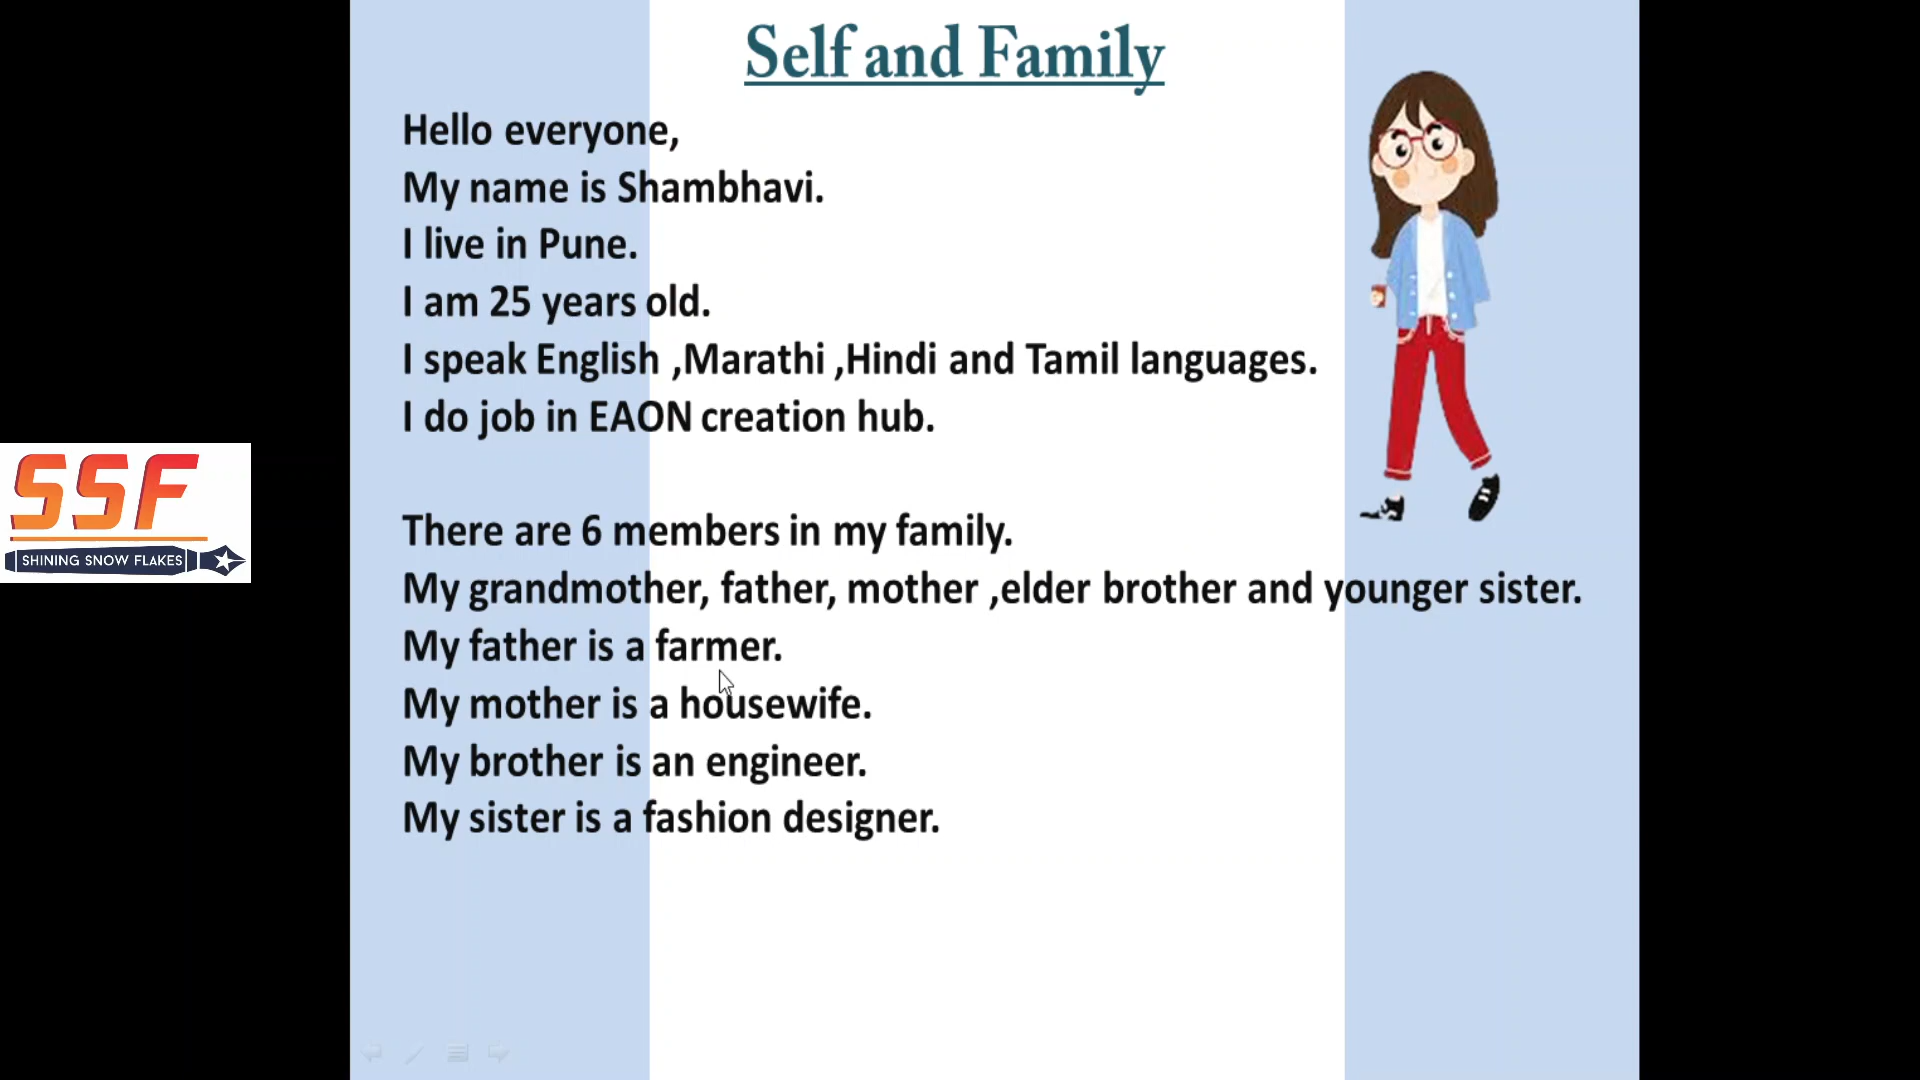 Self and Family
Hello everyone,
My name is Shambhavi.
I live in Pune.
I am 25 years old.
I speak English ,Marathi ,Hindi and Tamil languages.
I do job in EAON creation hub.
SSF
SHINING SNOW FLAKES
There are 6 members in my family.
My grandmother, father, mother ,elder brother and younger sister.
My father is a farmer.
My mother is a housewife.
My brother is an engineer.
My sister is a fashion designer.